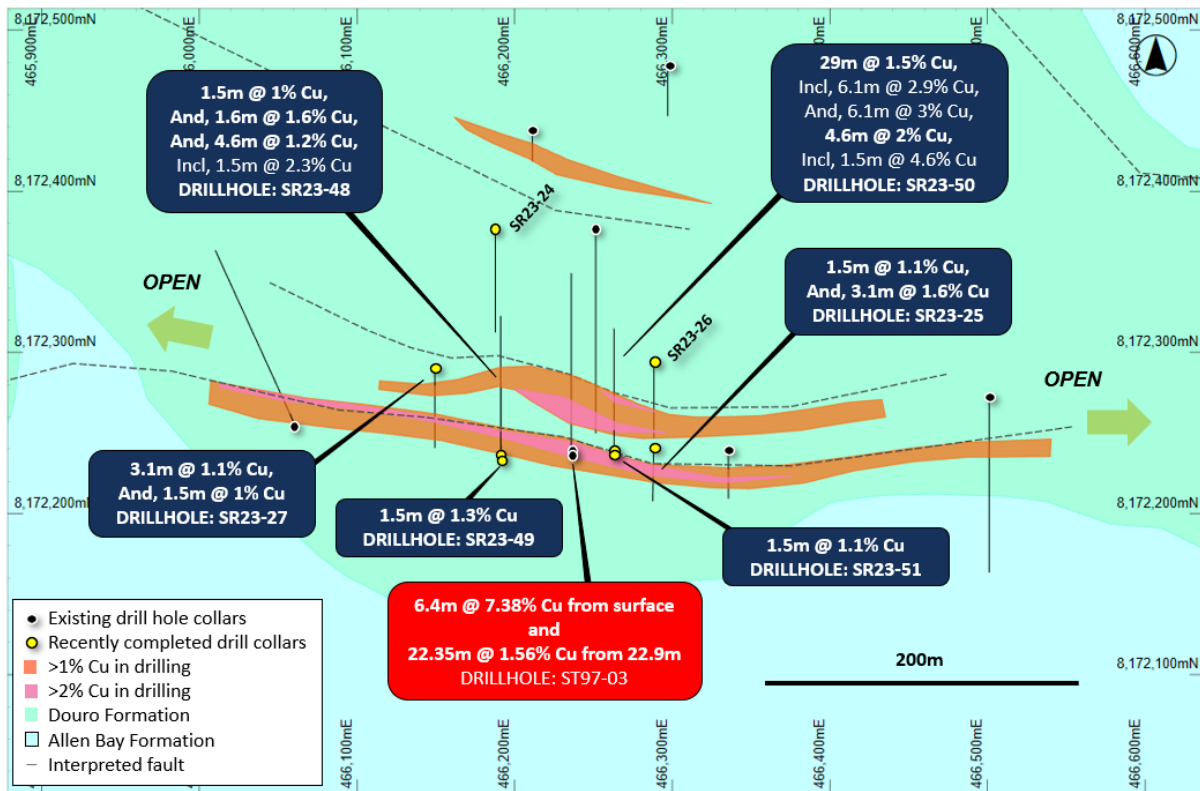 8,172,500mN
8,172,500mN
465,900mE
466,000mE
466,100mE
466,200mE
466,300mE
466,600mE
1.5m @ 1% Cu,
And, 1.6m @ 1.6% Cu,
And, 4.6m @ 1.2% Cu,
Incl, 1.5m @ 2.3% Cu
DRILLHOLE: SR23-48
29m @ 1.5% Cu,
Incl, 6.1m @ 2.9% Cu,
And, 6.1m @ 3% Cu,
4.6m @ 2% Cu,
Incl, 1.5m @ 4.6% Cu
DRILLHOLE: SR23-50
8,172,400mN
8,172,400mN
SR23-24
OPEN
1.5m @ 1.1% Cu,
And, 3.1m @ 1.6% Cu
DRILLHOLE: SR23-25
8,172,300mN
8,172,300mN
SR23-26
OPEN
3.1m @ 1.1% Cu,
And, 1.5m @ 1% Cu
DRILLHOLE: SR23-27
8,172,200mN
8,172,200mN
1.5m @ 1.3% Cu
DRILLHOLE: SR23-49
1.5m @ 1.1% Cu
DRILLHOLE: SR23-51
6.4m @ 7.38% Cu from surface
and
22.35m @ 1.56% Cu from 22.9m
DRILLHOLE: ST97-03
200m
8,172,100mN
Existing drill hole collars
Recently completed drill collars
>1% Cu in drilling
>2% Cu in drilling
Douro Formation
Allen Bay Formation
Interpreted fault
466,100mE
466,200mE
466,300mE
466,400mE
466,500mE
466,600mE